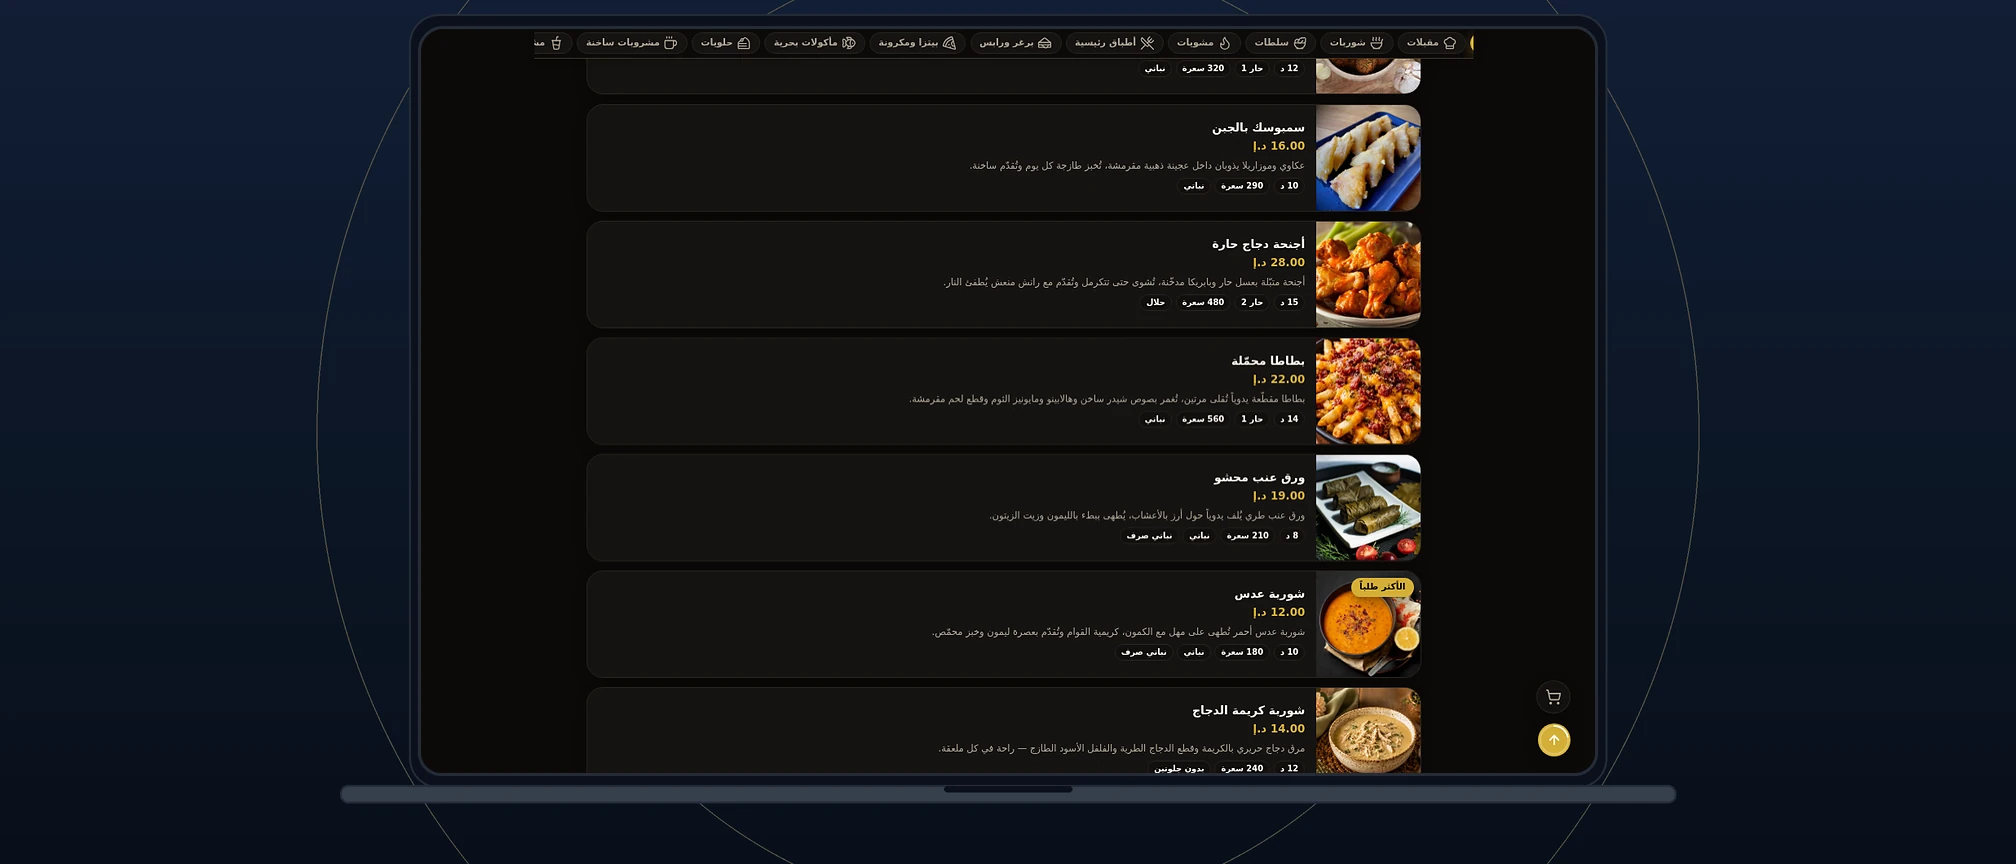 مقبلات شوربات سلطات مشويات أطباق رئيسية برغر ورابس بيتزا ومكرونة مأكولات بحرية حلويات مشروبات ساخنة
12 د حار 1 320 سعرة نباتي
سمبوسك بالجبن
16.00 د.إ
عكاوي وموزاريلا يذوبان داخل عجينة ذهبية مقرمشة، تُخبز طازجة كل يوم وتُقدّم ساخنة.
10 د 290 سعرة نباتي
أجنحة دجاج حارة
28.00 د.إ
أجنحة متبّلة بعسل حار وبابريكا مدخّنة، تُشوى حتى تتكرمل وتُقدّم مع رانش منعش يُطفئ النار.
15 د حار 2 480 سعرة حلال
بطاطا محمّلة
22.00 د.إ
بطاطا مقطّعة يدوياً تُقلى مرتين، تُغمر بصوص شيدر ساخن وهالابينو ومايونيز الثوم وقطع لحم مقرمشة.
14 د حار 1 560 سعرة نباتي
ورق عنب محشو
19.00 د.إ
ورق عنب طري يُلف يدوياً حول أرز بالأعشاب، يُطهى ببطء بالليمون وزيت الزيتون.
8 د 210 سعرة نباتي نباتي صرف
الأكثر طلباً
شوربة عدس
12.00 د.إ
شوربة عدس أحمر تُطهى على مهل مع الكمون، كريمية القوام وتُقدّم بعصرة ليمون وخبز محمّص.
10 د 180 سعرة نباتي نباتي صرف
شوربة كريمة الدجاج
14.00 د.إ
مرق دجاج حريري بالكريمة وقطع الدجاج الطرية والفلفل الأسود الطازج — راحة في كل ملعقة.
12 د 240 سعرة بدون جلوتين